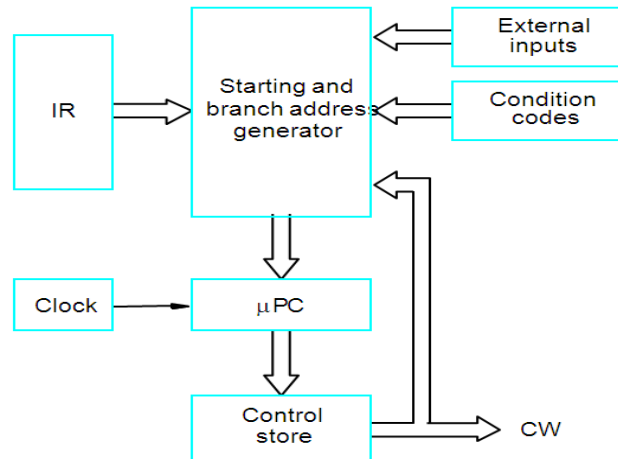 External
inputs
IR
Starting and
branch address
generator
Condition
codes
Clock
μPC
Control
store
CW